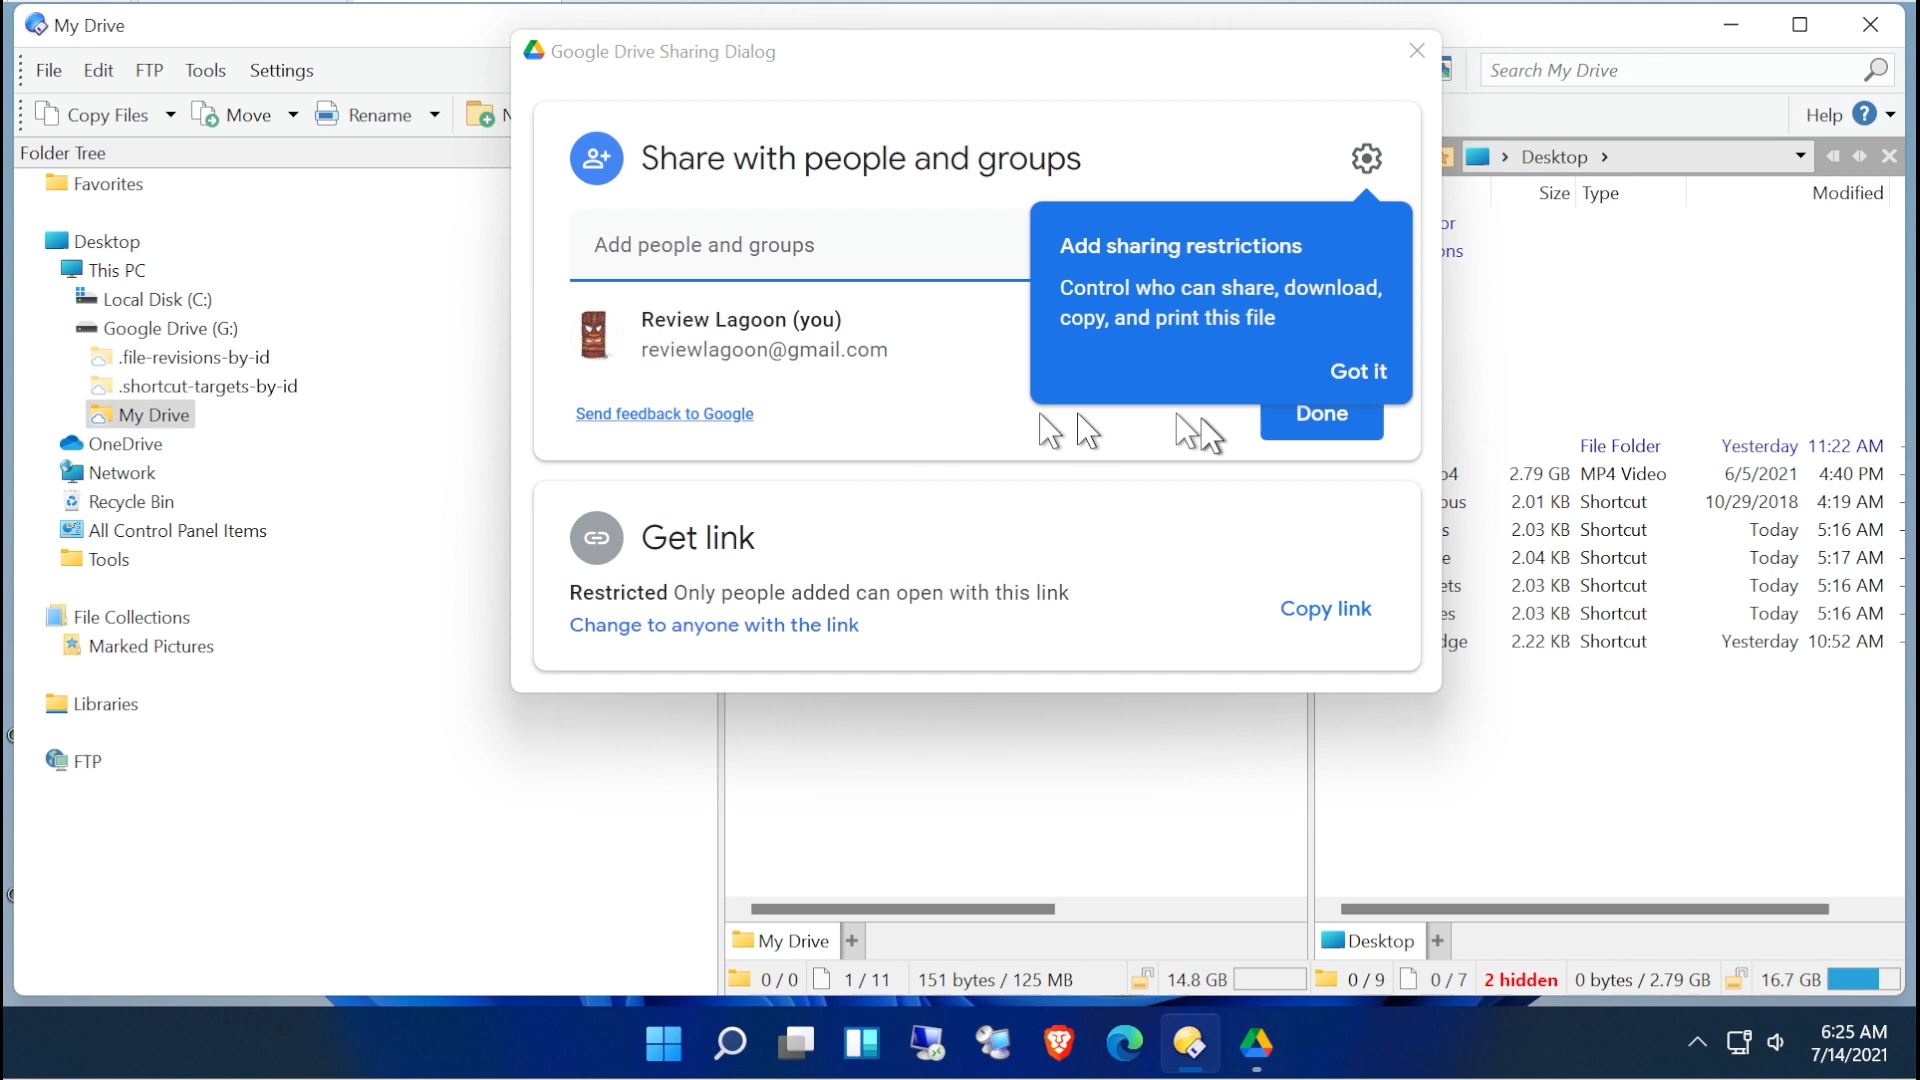 My Drive
File Edit FTP Tools Settings
Search My Drive
Copy Files Move Rename
Help
Folder Tree
Favorites
Desktop
This PC
Local Disk (C:)
Google Drive (G:)
.file-revisions-by-id
.shortcut-targets-by-id
My Drive
OneDrive
Network
Recycle Bin
All Control Panel Items
Tools
File Collections
Marked Pictures
Libraries
FTP
Google Drive Sharing Dialog
Share with people and groups
Add people and groups
Add sharing restrictions
Control who can share, download,
copy, and print this file
Got it
Review Lagoon (you)
reviewlagoon@gmail.com
Send feedback to Google
Done
Get link
Restricted Only people added can open with this link
Change to anyone with the link
Copy link
Desktop
Size Type Modified
File Folder Yesterday 11:22 AM
2.79 GB MP4 Video 6/5/2021 4:40 PM
2.01 KB Shortcut 10/29/2018 4:19 AM
2.03 KB Shortcut Today 5:16 AM
2.04 KB Shortcut Today 5:17 AM
2.03 KB Shortcut Today 5:16 AM
2.03 KB Shortcut Today 5:16 AM
2.22 KB Shortcut Yesterday 10:52 AM
My Drive +
Desktop +
0 / 0 1 / 11 151 bytes / 125 MB 14.8 GB
0 / 9 0 / 7 2 hidden 0 bytes / 2.79 GB 16.7 GB
6:25 AM
7/14/2021